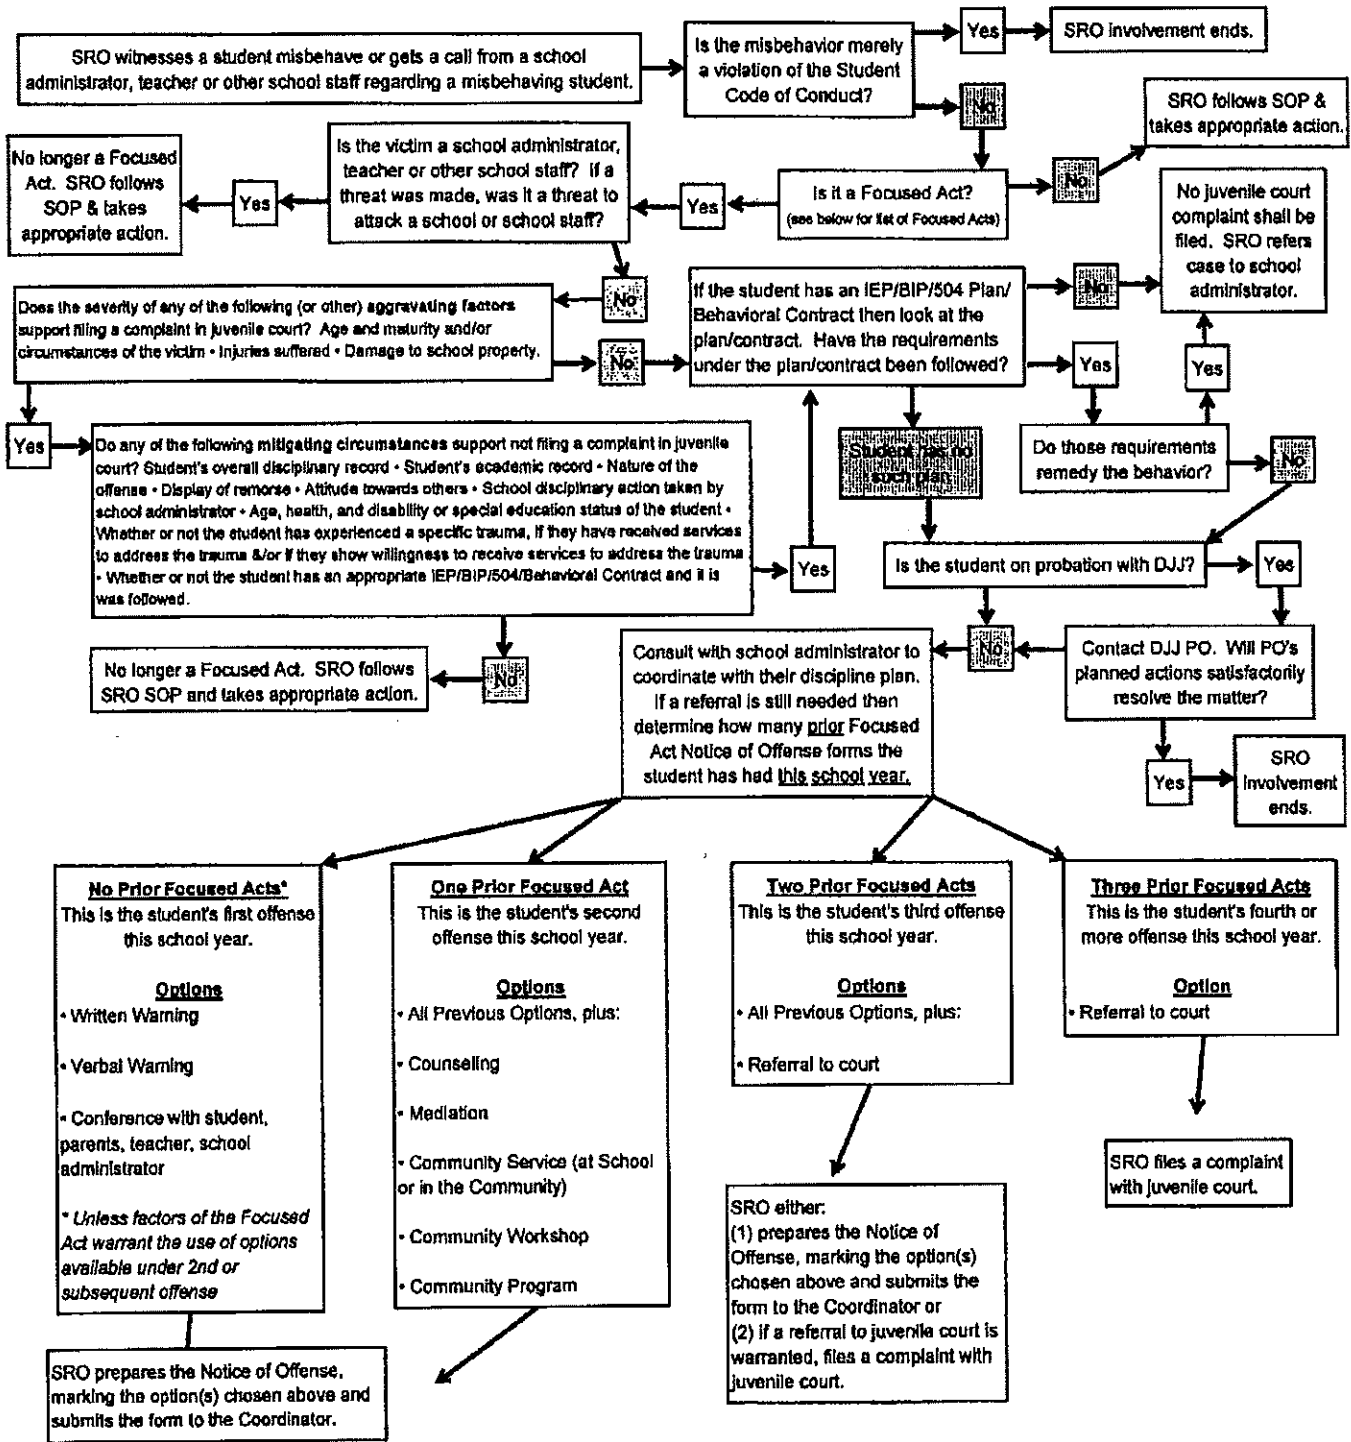 SRO witnesses a student misbehave or gets a call from a school
administrator, teacher or other school staff regarding a misbehaving student.
Is the misbehavior merely
a violation of the Student
Code of Conduct?
Yes
SRO involvement ends.
No
SRO follows SOP &
takes appropriate action.
No
Is it a Focused Act?
(see below for list of Focused Acts)
Yes
Is the victim a school administrator,
teacher or other school staff? If a
threat was made, was it a threat to
attack a school or school staff?
Yes
No longer a Focused
Act. SRO follows
SOP & takes
appropriate action.
No
Does the severity of any of the following (or other) aggravating factors
support filing a complaint in juvenile court? Age and maturity and/or
circumstances of the victim • Injuries suffered • Damage to school property.
No
If the student has an IEP/BIP/504 Plan/
Behavioral Contract then look at the
plan/contract. Have the requirements
under the plan/contract been followed?
No
No juvenile court
complaint shall be
filed. SRO refers
case to school
administrator.
Yes
Yes
Do those requirements
remedy the behavior?
No
Student has no
such plan
Yes
Do any of the following mitigating circumstances support not filing a complaint in juvenile
court? Student's overall disciplinary record • Student's academic record • Nature of the
offense • Display of remorse • Attitude towards others • School disciplinary action taken by
school administrator • Age, health, and disability or special education status of the student •
Whether or not the student has experienced a specific trauma, if they have received services
to address the trauma &/or if they show willingness to receive services to address the trauma
• Whether or not the student has an appropriate IEP/BIP/504/Behavioral Contract and it is
was followed.
Yes
No
No longer a Focused Act. SRO follows
SRO SOP and takes appropriate action.
Is the student on probation with DJJ?
Yes
No
Contact DJJ PO. Will PO's
planned actions satisfactorily
resolve the matter?
Yes
SRO
involvement
ends.
Consult with school administrator to
coordinate with their discipline plan.
If a referral is still needed then
determine how many prior Focused
Act Notice of Offense forms the
student has had this school year.
No Prior Focused Acts*
This is the student's first offense
this school year.
Options
• Written Warning
• Verbal Warning
• Conference with student,
parents, teacher, school
administrator
* Unless factors of the Focused
Act warrant the use of options
available under 2nd or
subsequent offense
SRO prepares the Notice of Offense,
marking the option(s) chosen above and
submits the form to the Coordinator.
One Prior Focused Act
This is the student's second
offense this school year.
Options
• All Previous Options, plus:
• Counseling
• Mediation
• Community Service (at School
or in the Community)
• Community Workshop
• Community Program
Two Prior Focused Acts
This is the student's third offense
this school year.
Options
• All Previous Options, plus:
• Referral to court
SRO either:
(1) prepares the Notice of
Offense, marking the option(s)
chosen above and submits the
form to the Coordinator or
(2) if a referral to juvenile court is
warranted, files a complaint with
juvenile court.
Three Prior Focused Acts
This is the student's fourth or
more offense this school year.
Option
• Referral to court
SRO files a complaint
with juvenile court.